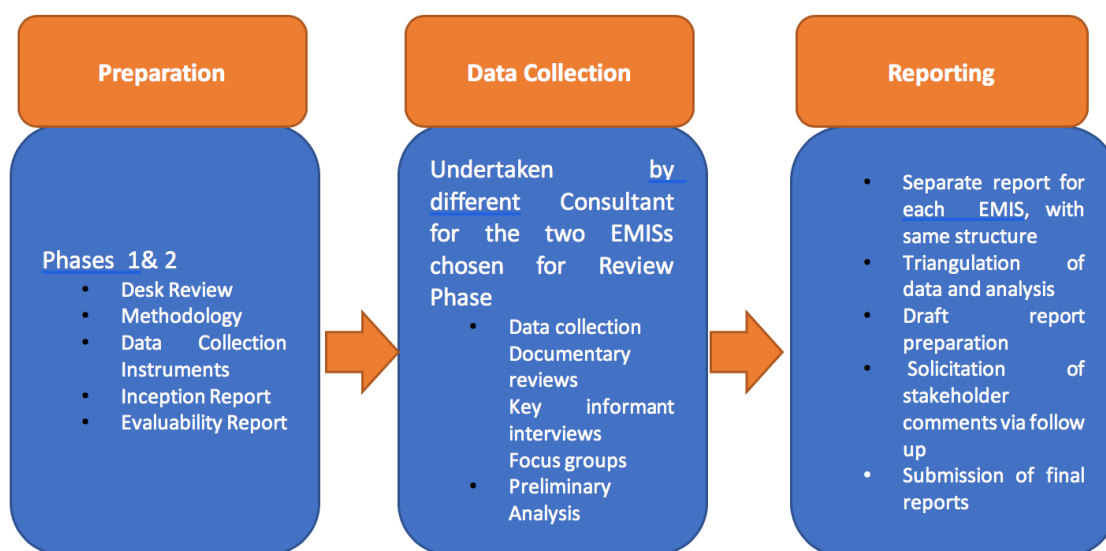 Preparation
Phases 1& 2
• Desk Review
• Methodology
• Data Collection
Instruments
• Inception Report
• Evaluability Report
Data Collection
Undertaken by
different Consultant
for the two EMISs
chosen for Review
Phase
• Data collection
Documentary
reviews
Key informant
interviews
Focus groups
• Preliminary
Analysis
Reporting
• Separate report for
each EMIS, with
same structure
• Triangulation of
data and analysis
• Draft report
preparation
• Solicitation of
stakeholder
comments via follow
up
• Submission of final
reports